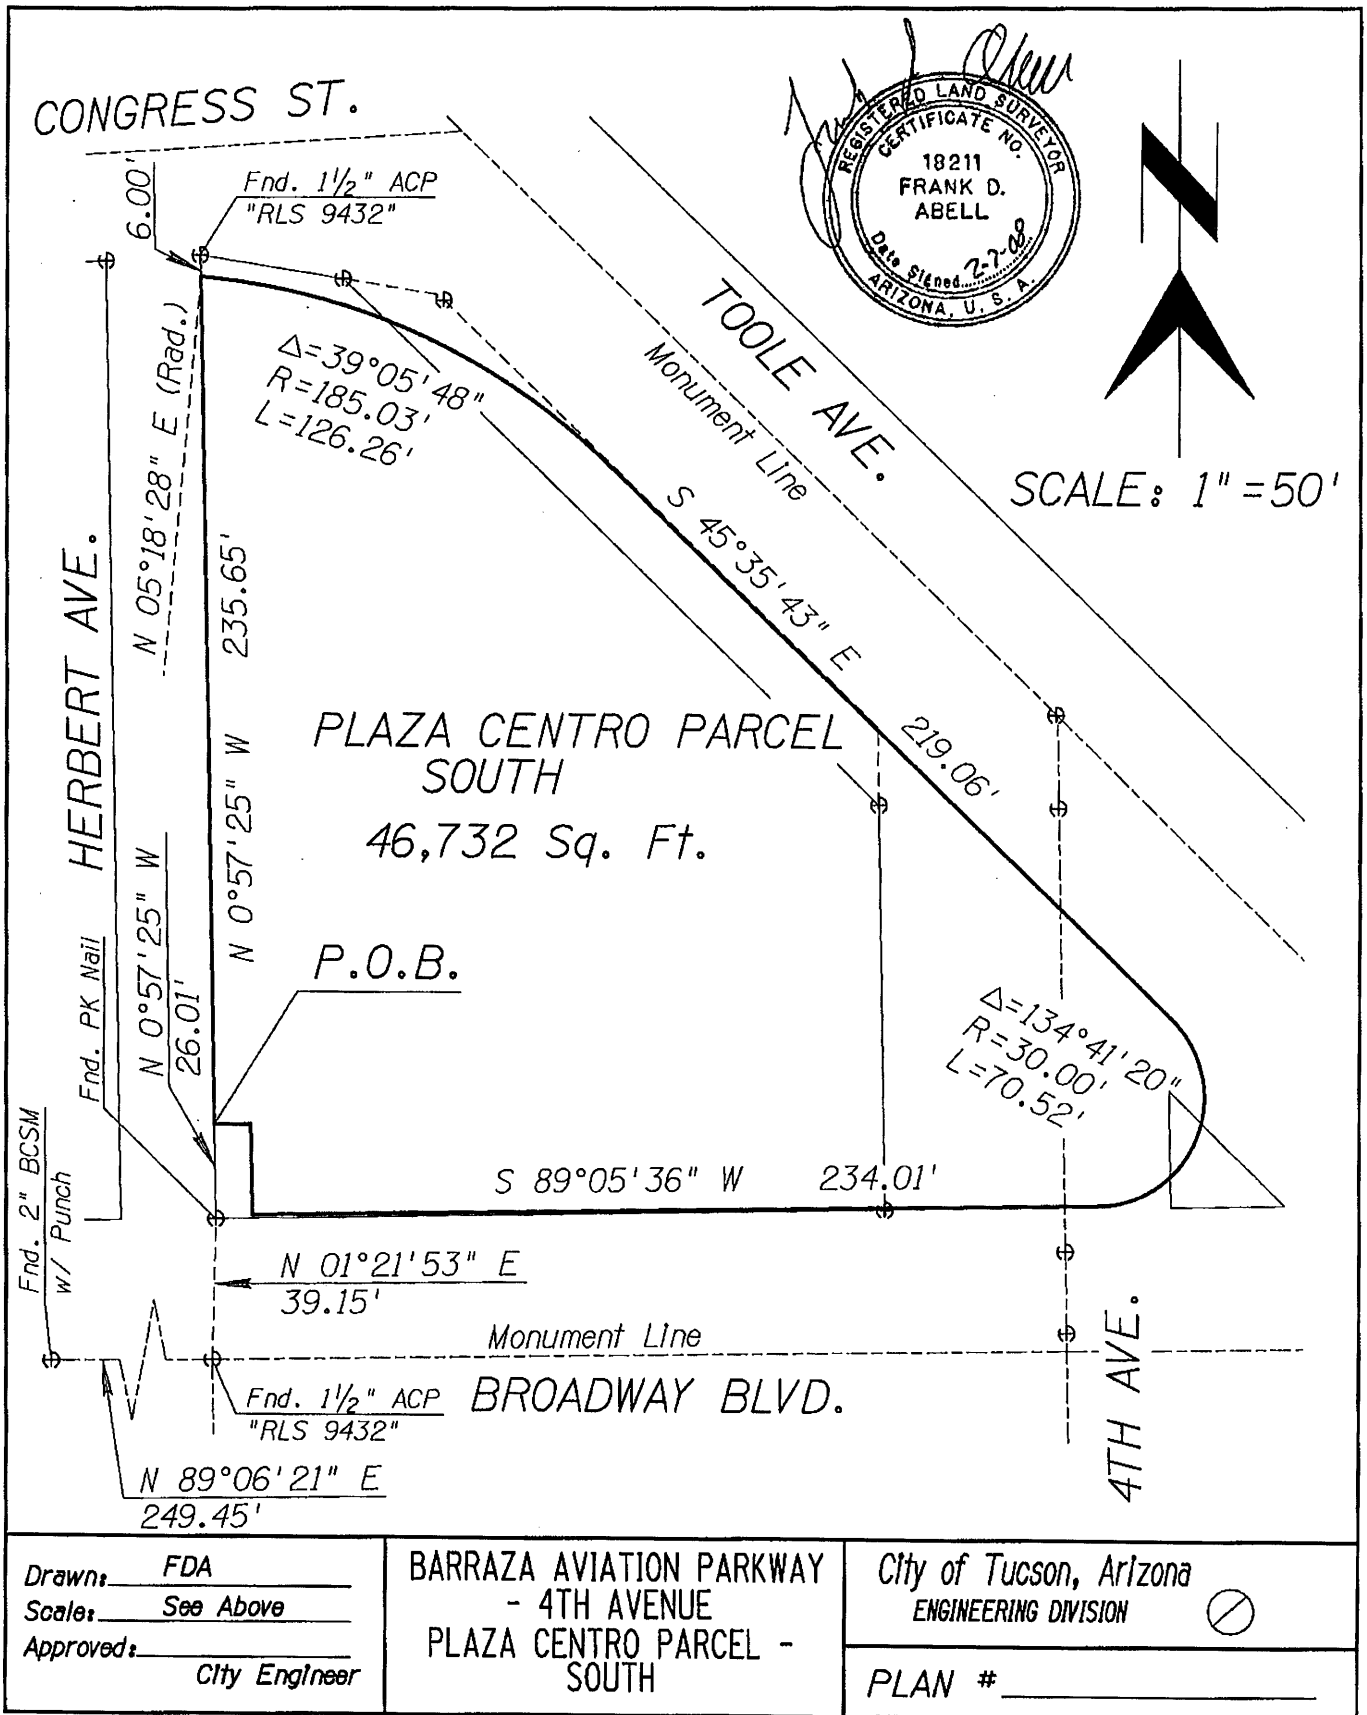 CONGRESS ST.
6.00'
Fnd. 1 1/2" ACP
"RLS 9432"
REGISTERED LAND SURVEYOR
CERTIFICATE NO.
18211
FRANK D.
ABELL
Date Signed 2-7-08
ARIZONA, U. S. A.
N
SCALE: 1"=50'
TOOLE AVE.
Monument Line
Δ=39°05'48"
R=185.03'
L=126.26'
N 05°18'28" E (Rad.)
235.65'
N 0°57'25" W
HERBERT AVE.
S 45°35'43" E
219.06'
PLAZA CENTRO PARCEL
SOUTH
46,732 Sq. Ft.
P.O.B.
N 0°57'25" W
26.01'
Fnd. PK Nail
Fnd. 2" BCSM
w/ Punch
Δ=134°41'20"
R=30.00'
L=70.52'
S 89°05'36" W 234.01'
N 01°21'53" E
39.15'
Monument Line
BROADWAY BLVD.
Fnd. 1 1/2" ACP
"RLS 9432"
N 89°06'21" E
249.45'
4TH AVE.
Drawn: FDA
Scale: See Above
Approved:
City Engineer
BARRAZA AVIATION PARKWAY
- 4TH AVENUE
PLAZA CENTRO PARCEL -
SOUTH
City of Tucson, Arizona
ENGINEERING DIVISION
PLAN #